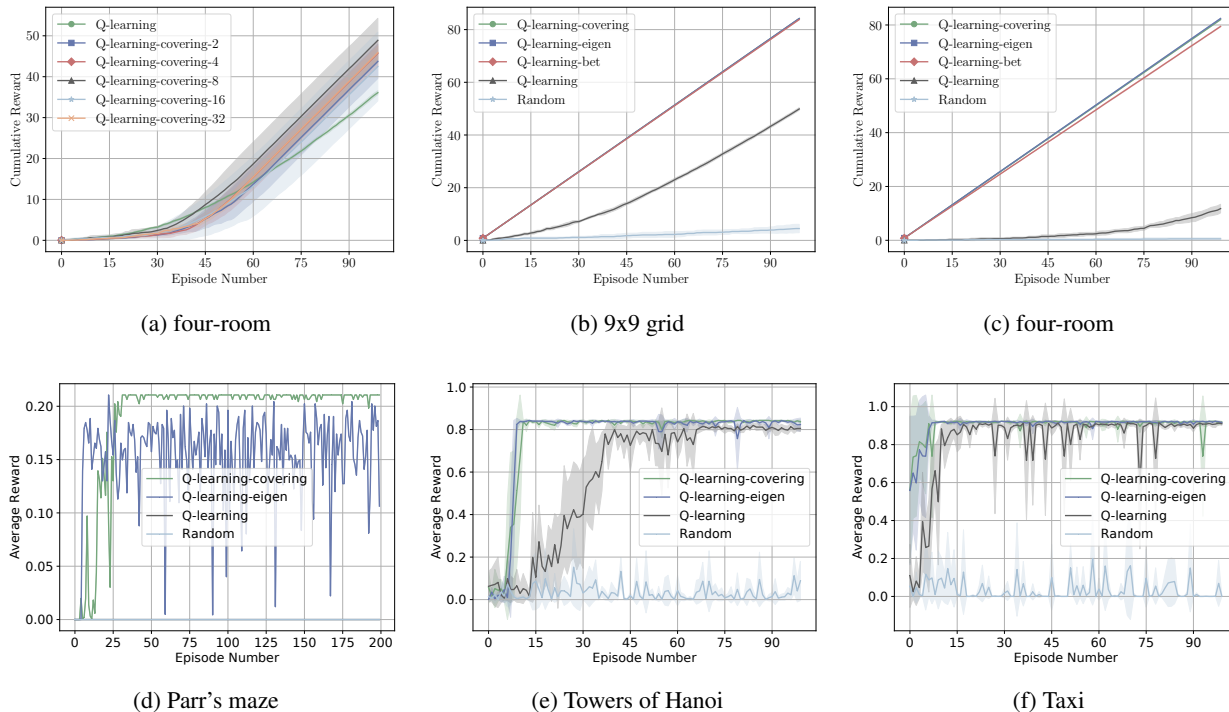 Cumulative Reward
50
40
30
20
10
0
Q-learning
Q-learning-covering-2
Q-learning-covering-4
Q-learning-covering-8
Q-learning-covering-16
Q-learning-covering-32
0 15 30 45 60 75 90
Episode Number
(a) four-room
Cumulative Reward
80
60
40
20
0
Q-learning-covering
Q-learning-eigen
Q-learning-bet
Q-learning
Random
0 15 30 45 60 75 90
Episode Number
(b) 9x9 grid
Cumulative Reward
80
60
40
20
0
Q-learning-covering
Q-learning-eigen
Q-learning-bet
Q-learning
Random
0 15 30 45 60 75 90
Episode Number
(c) four-room
Average Reward
0.20
0.15
0.10
0.05
0.00
Q-learning-covering
Q-learning-eigen
Q-learning
Random
0 25 50 75 100 125 150 175 200
Episode Number
(d) Parr's maze
Average Reward
1.0
0.8
0.6
0.4
0.2
0.0
Q-learning-covering
Q-learning-eigen
Q-learning
Random
0 15 30 45 60 75 90
Episode Number
(e) Towers of Hanoi
Average Reward
1.0
0.8
0.6
0.4
0.2
0.0
Q-learning-covering
Q-learning-eigen
Q-learning
Random
0 15 30 45 60 75 90
Episode Number
(f) Taxi